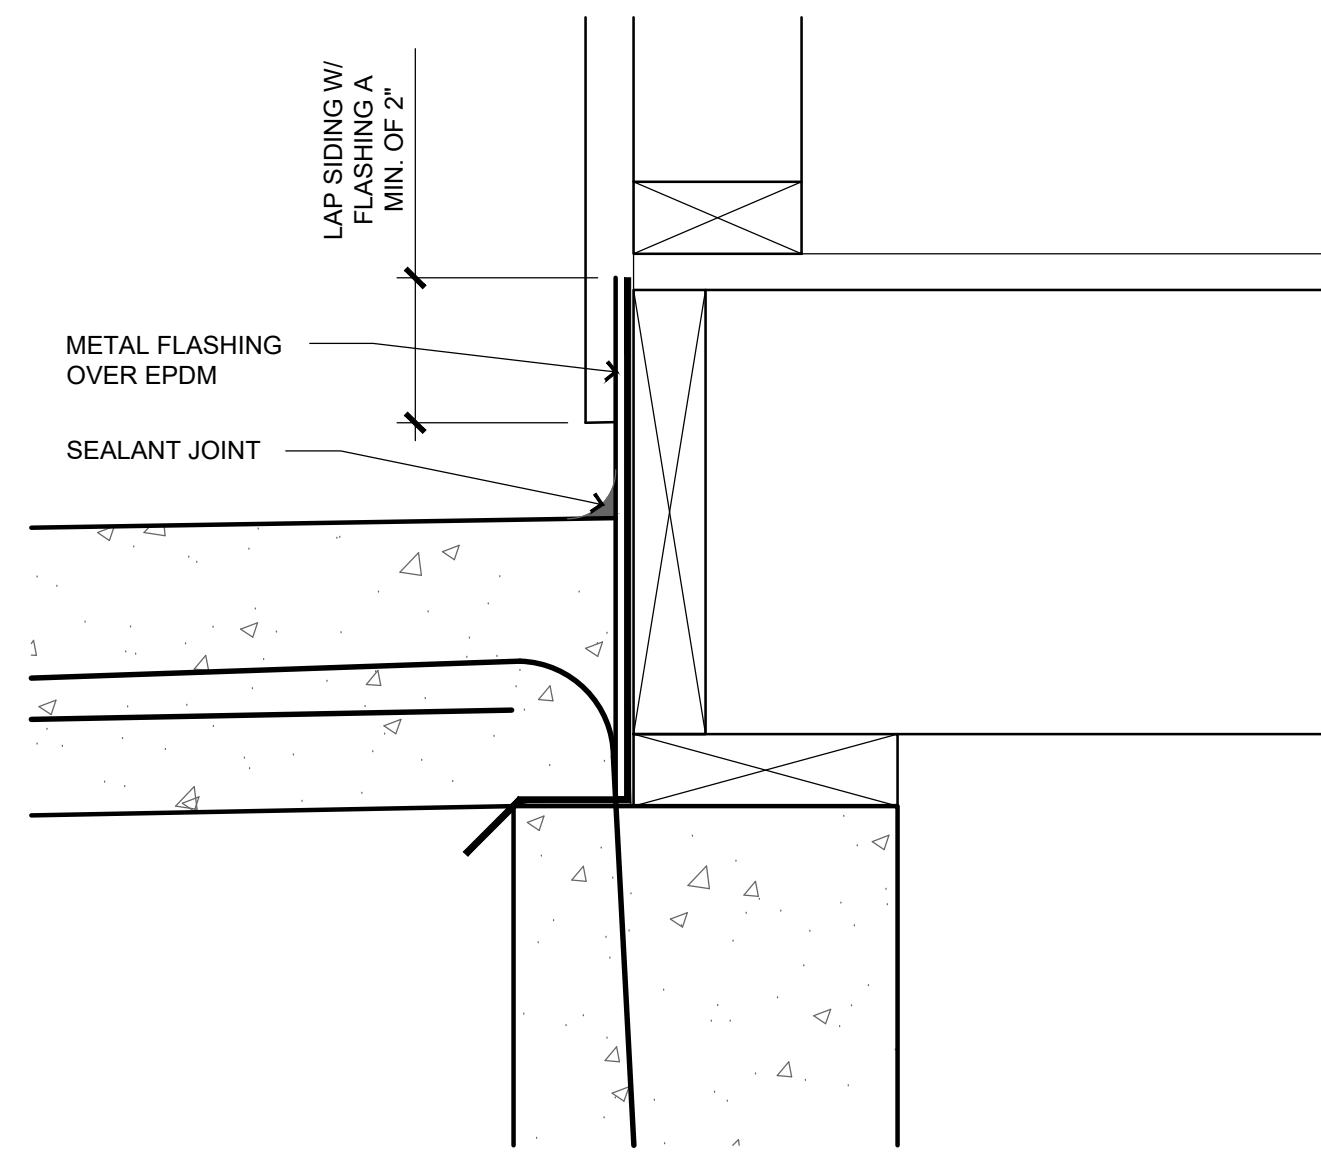 LAP SIDING W/
FLASHING A
MIN. OF 2"
METAL FLASHING
OVER EPDM
SEALANT JOINT